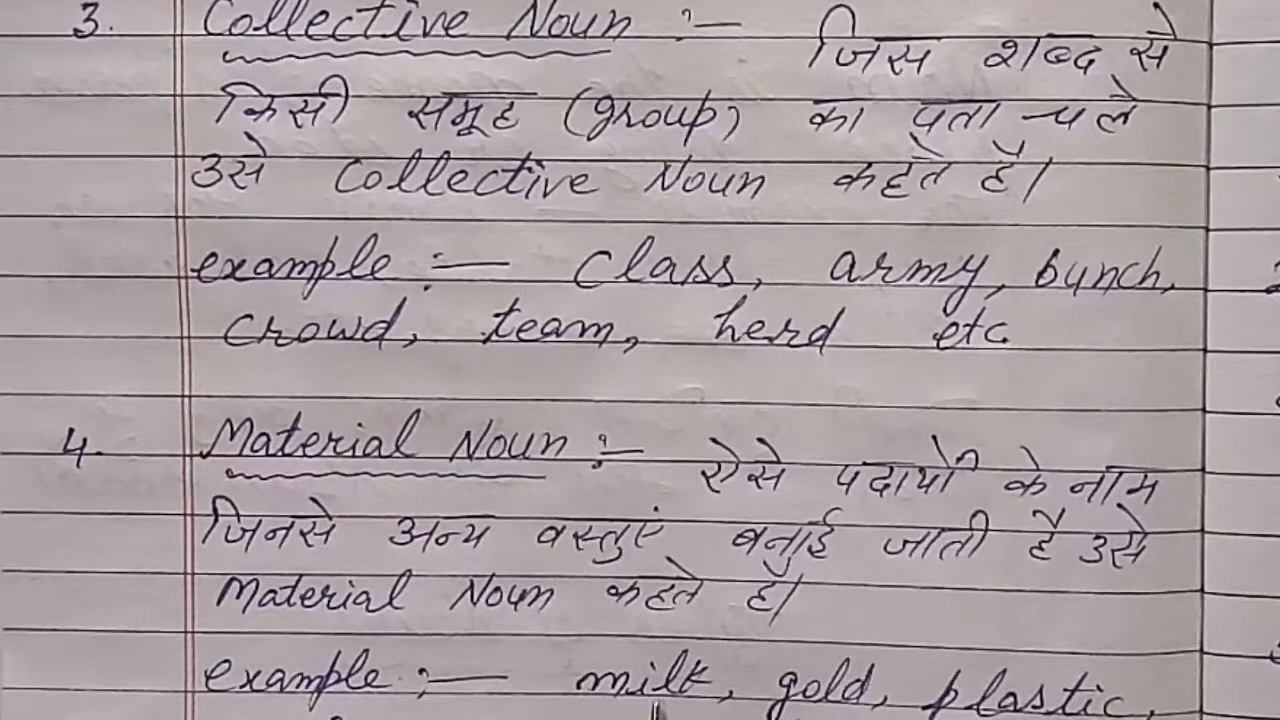 3. Collective Noun :- जिस शब्द से
किसी समूह (group) का पता चले
उसे collective Noun कहते है।
example :- Class, army, bunch,
crowd, team, herd etc
4. Material Noun :- ऐसे पदार्थो के नाम
जिनसे अन्य वस्तुएं बनाई जाती है उसे
Material Noun कहते है।
example :- milk, gold, plastic,